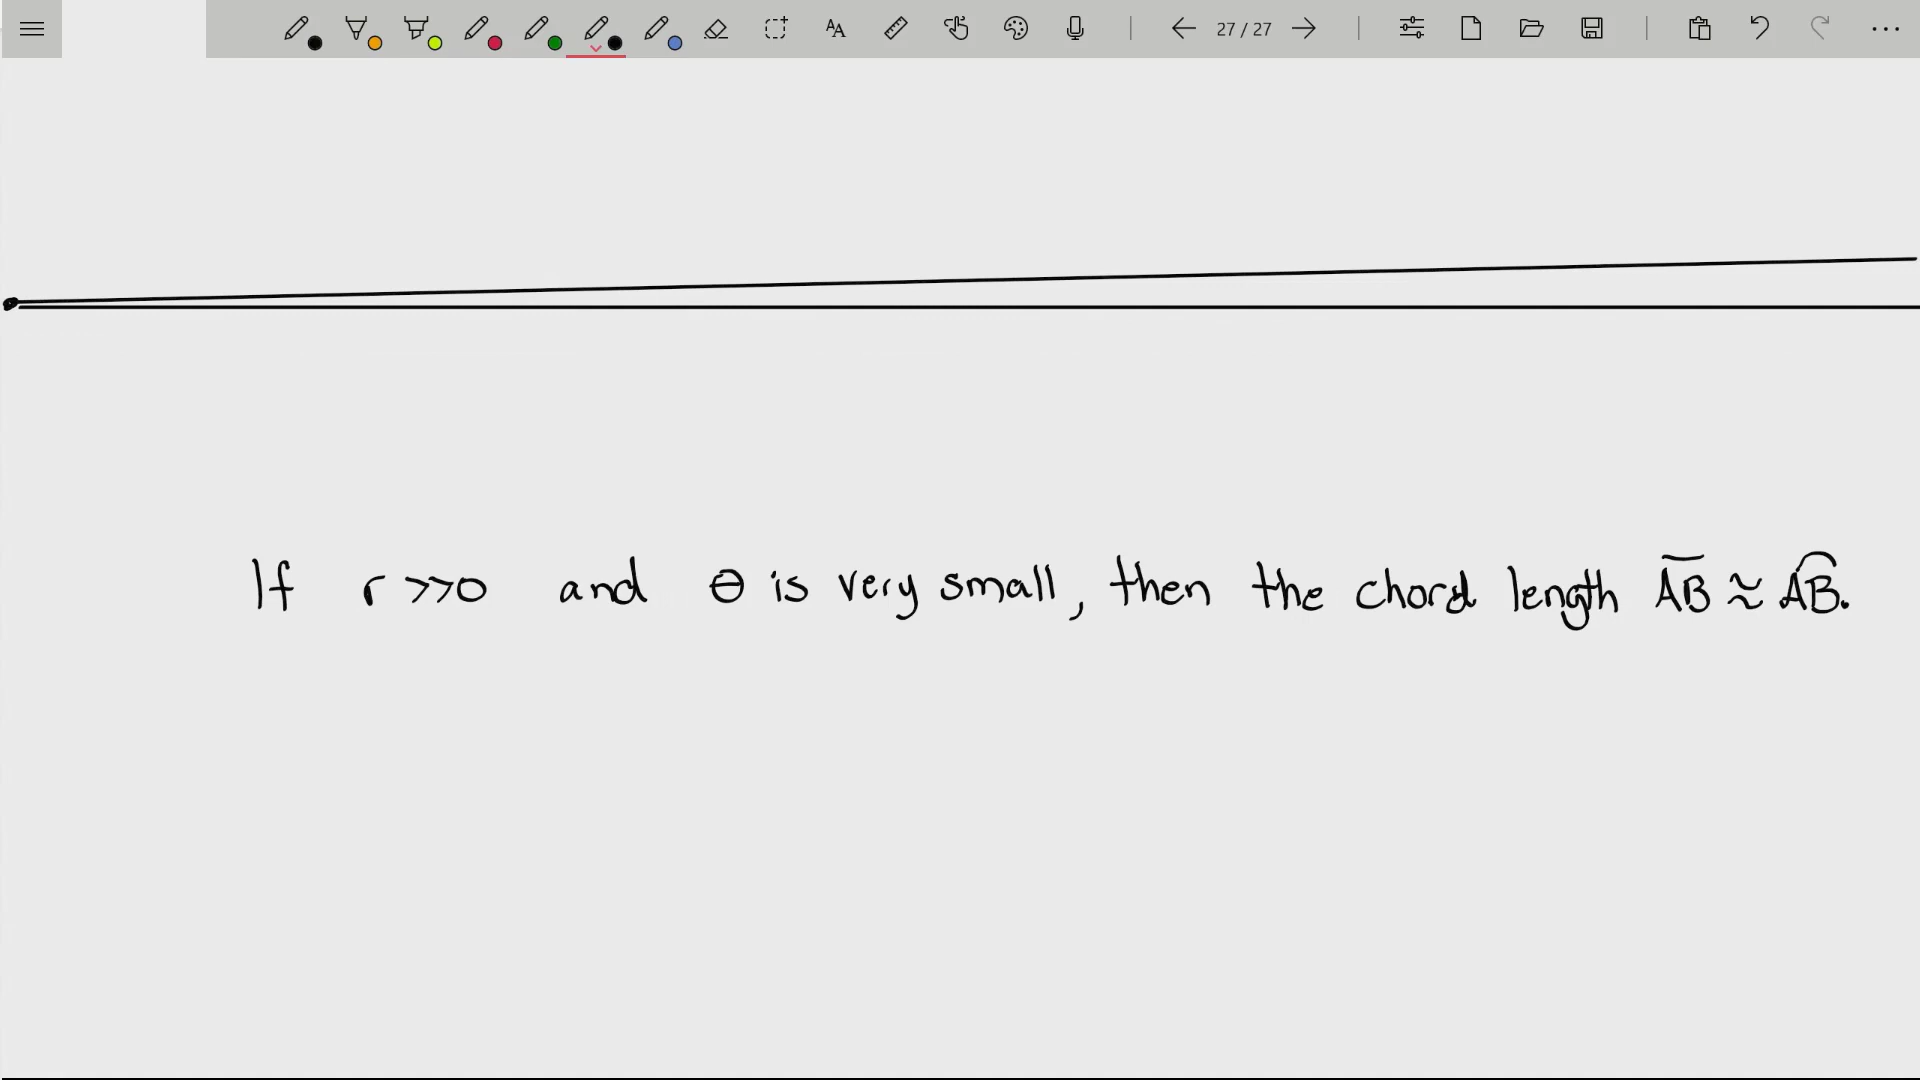 27 / 27
If r >> 0 and θ is very small, then the chord length A̅B̅ ≈ A͡B.